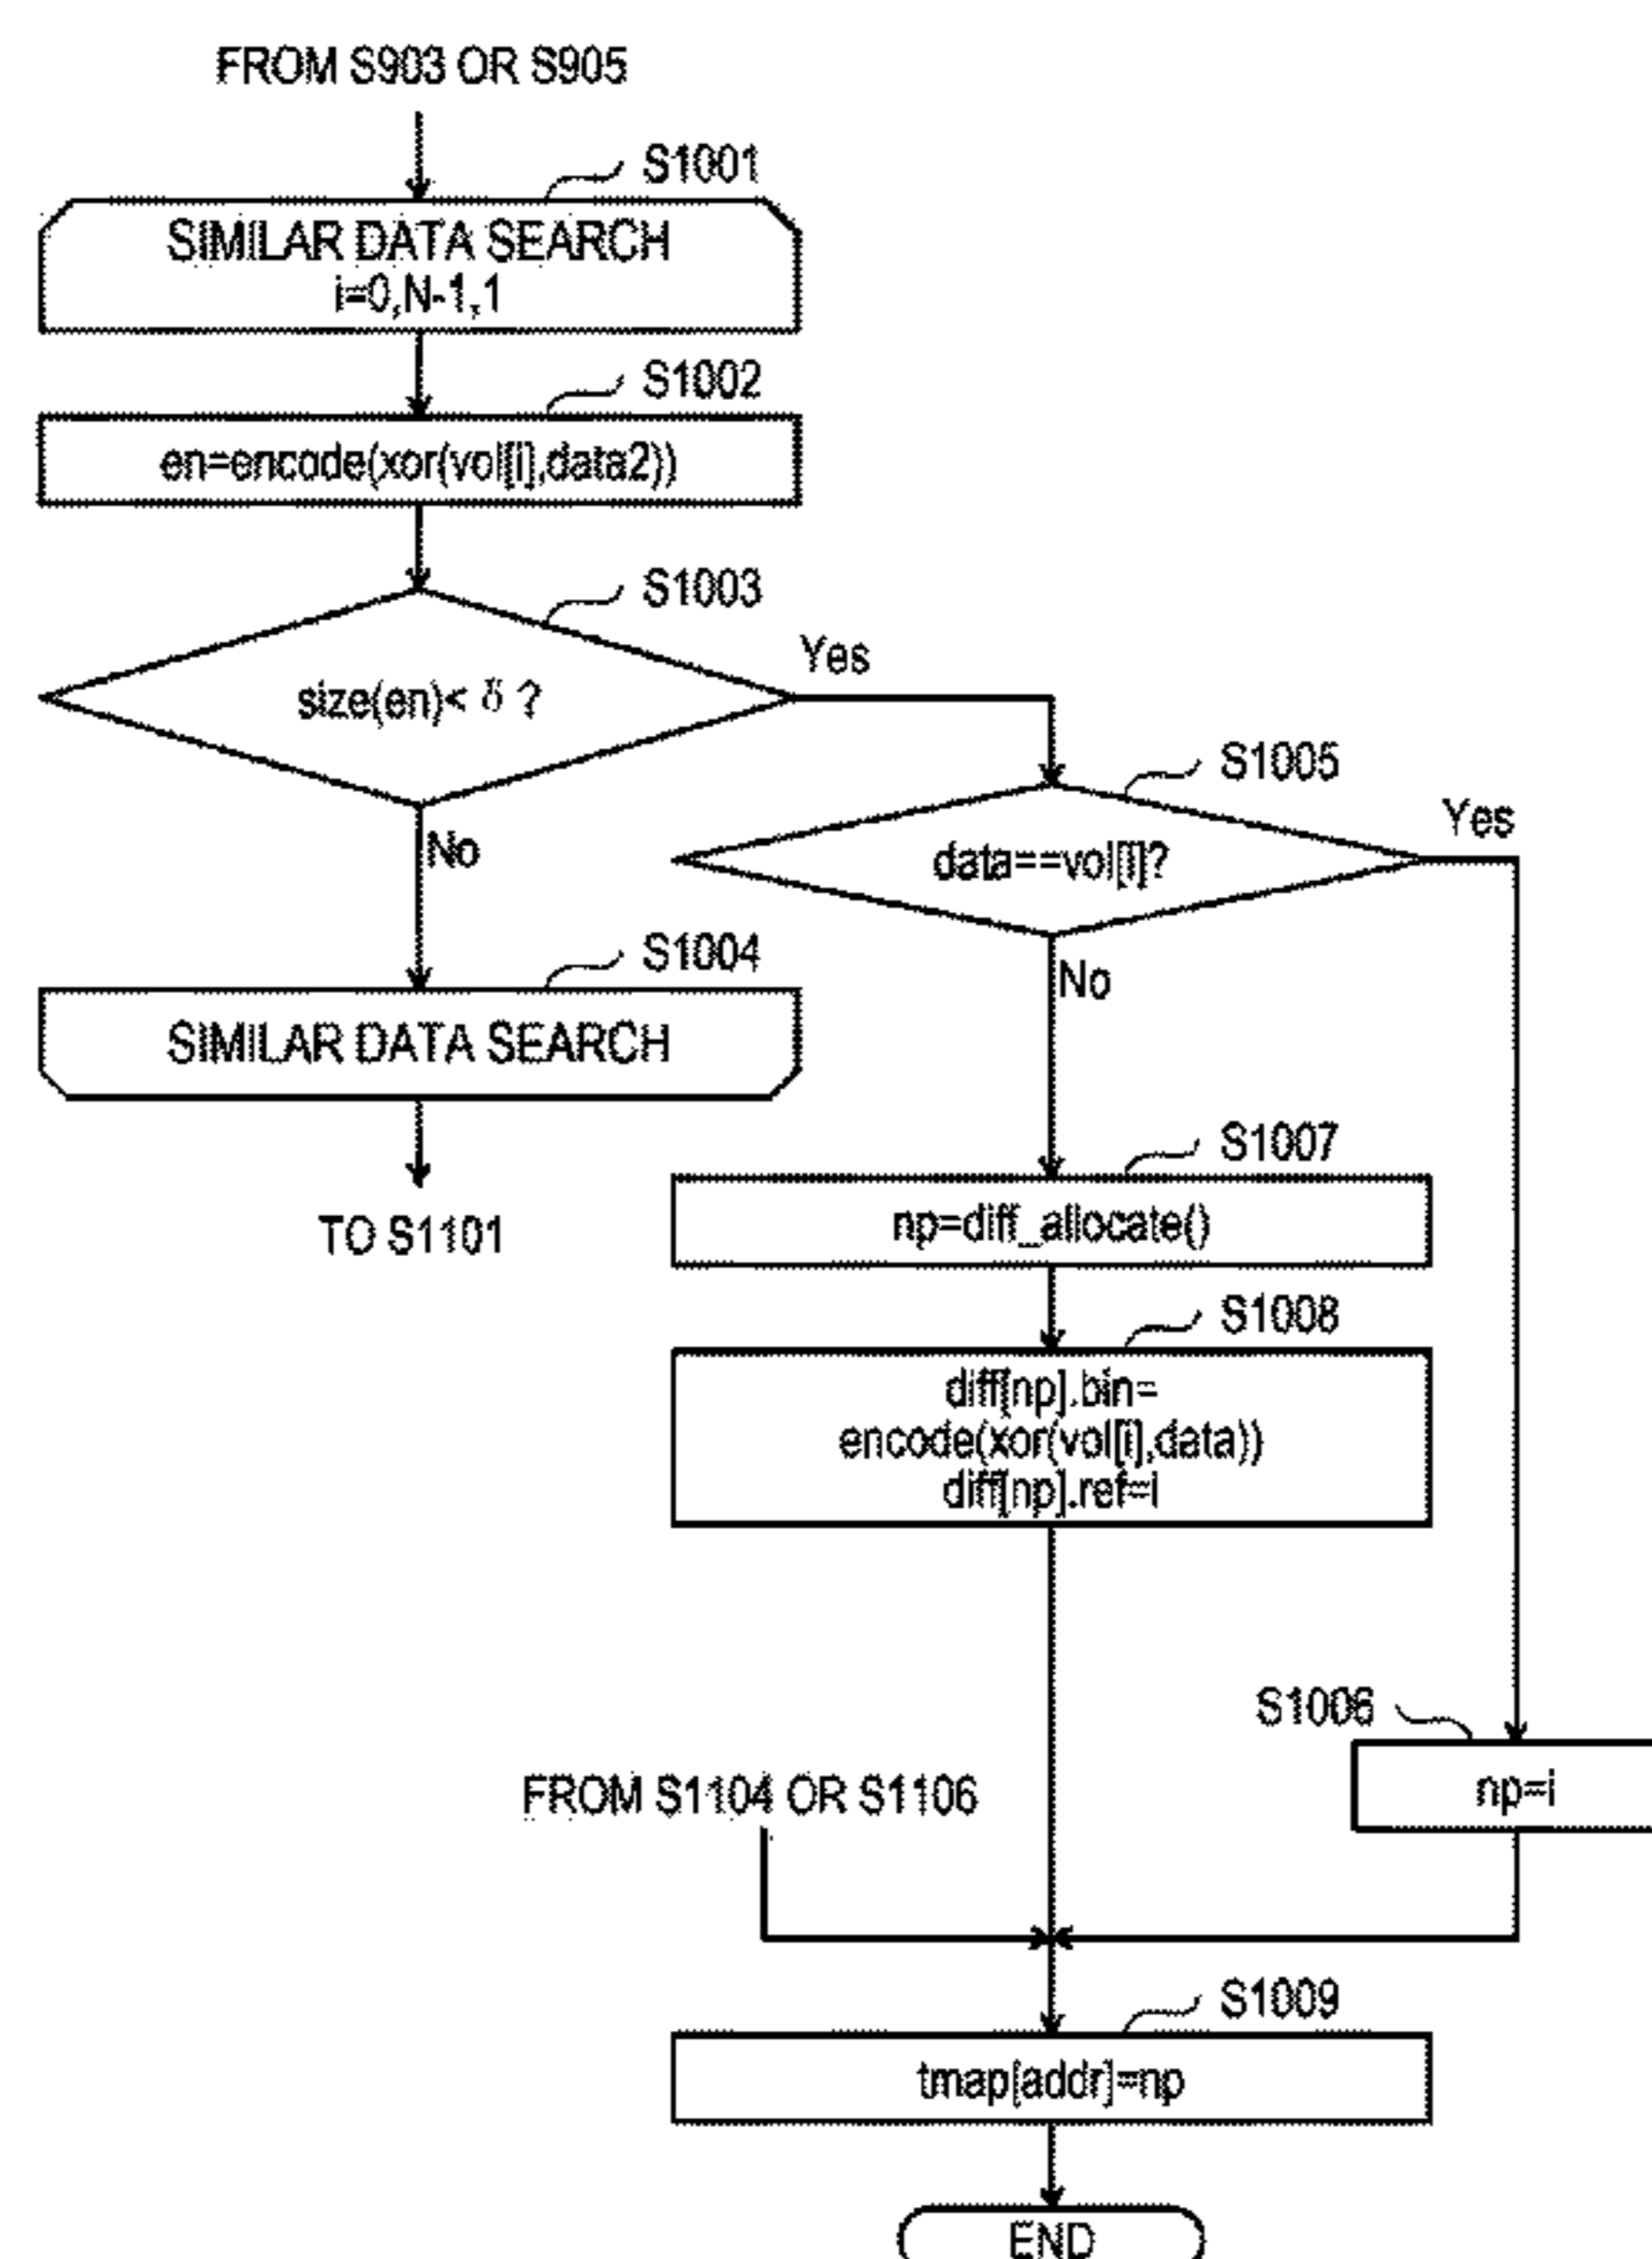 FROM S903 OR S905
S1001
SIMILAR DATA SEARCH
i=0,N-1,1
S1002
en=encode(xor(vol[i],data2))
S1003
size(en)< δ ?
Yes
No
S1005
data==vol[i]?
Yes
No
S1004
SIMILAR DATA SEARCH
TO S1101
S1007
np=diff_allocate()
S1008
diff[np].bin=
encode(xor(vol[i],data))
diff[np].ref=i
S1006
np=i
FROM S1104 OR S1106
S1009
tmap[addr]=np
END